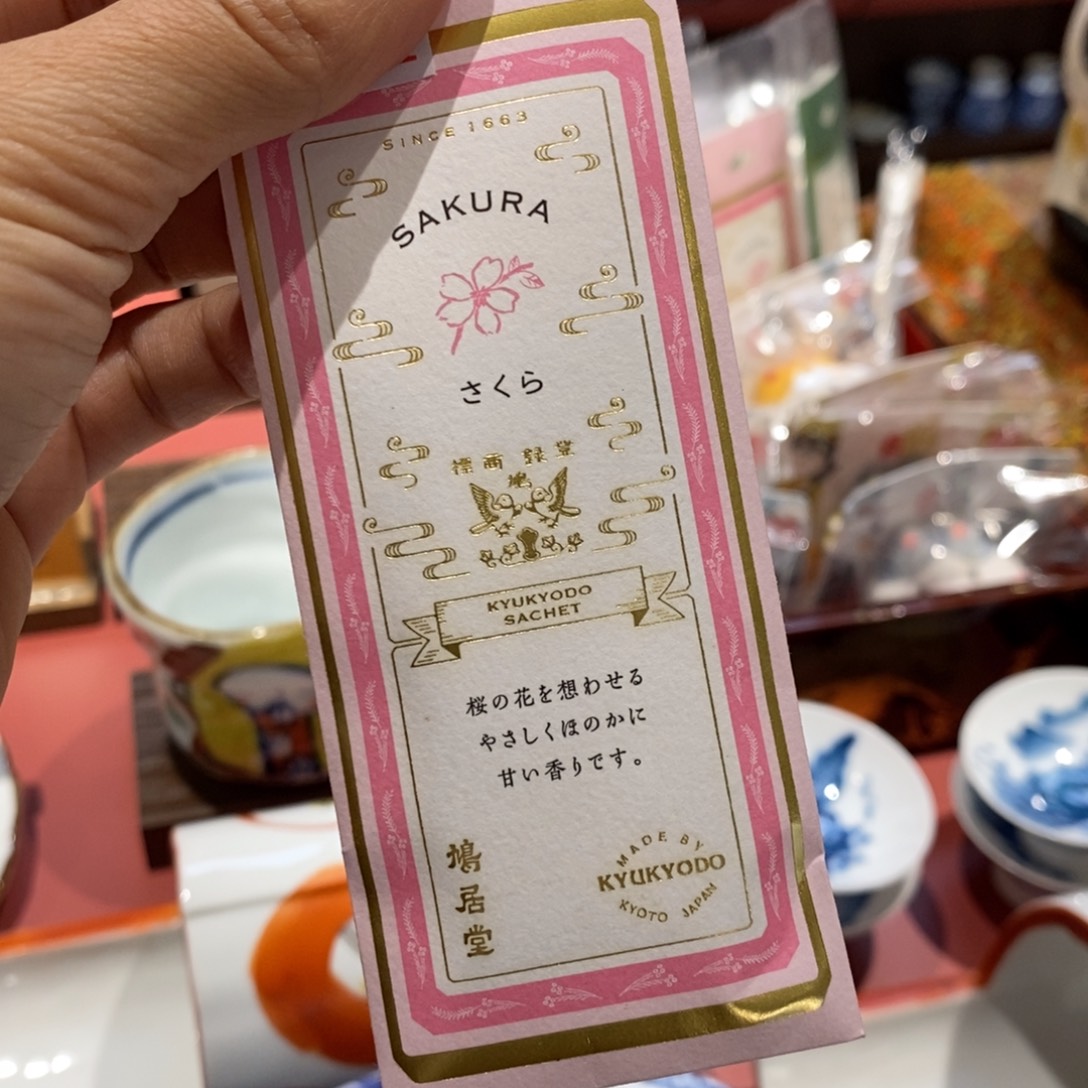 SINCE 1663
SAKURA
さくら
標商録登
鳩
KYUKYODO
SACHET
桜の花を想わせる
やさしくほのかに
甘い香りです。
鳩居堂
MADE BY
KYUKYODO
KYOTO JAPAN